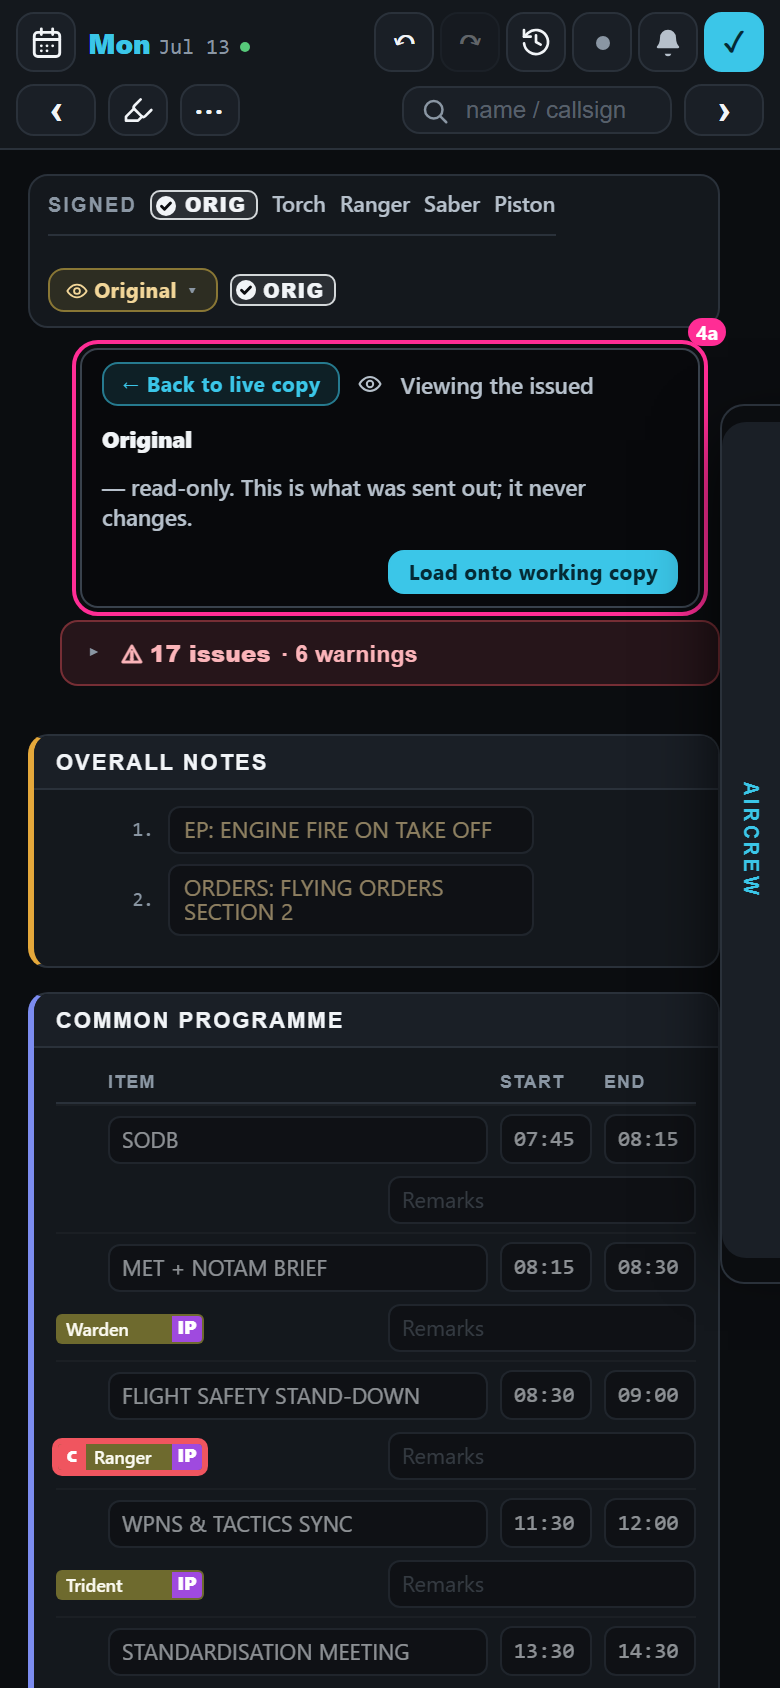 Mon Jul 13
name / callsign
SIGNED ORIG Torch Ranger Saber Piston
Original ORIG
4a
← Back to live copy Viewing the issued
Original
— read-only. This is what was sent out; it never
changes.
Load onto working copy
17 issues · 6 warnings
AIRCREW
OVERALL NOTES
1. EP: ENGINE FIRE ON TAKE OFF
2. ORDERS: FLYING ORDERS
SECTION 2
COMMON PROGRAMME
ITEM START END
SODB 07:45 08:15
Remarks
MET + NOTAM BRIEF 08:15 08:30
Warden IP Remarks
FLIGHT SAFETY STAND-DOWN 08:30 09:00
C Ranger IP Remarks
WPNS & TACTICS SYNC 11:30 12:00
Trident IP Remarks
STANDARDISATION MEETING 13:30 14:30